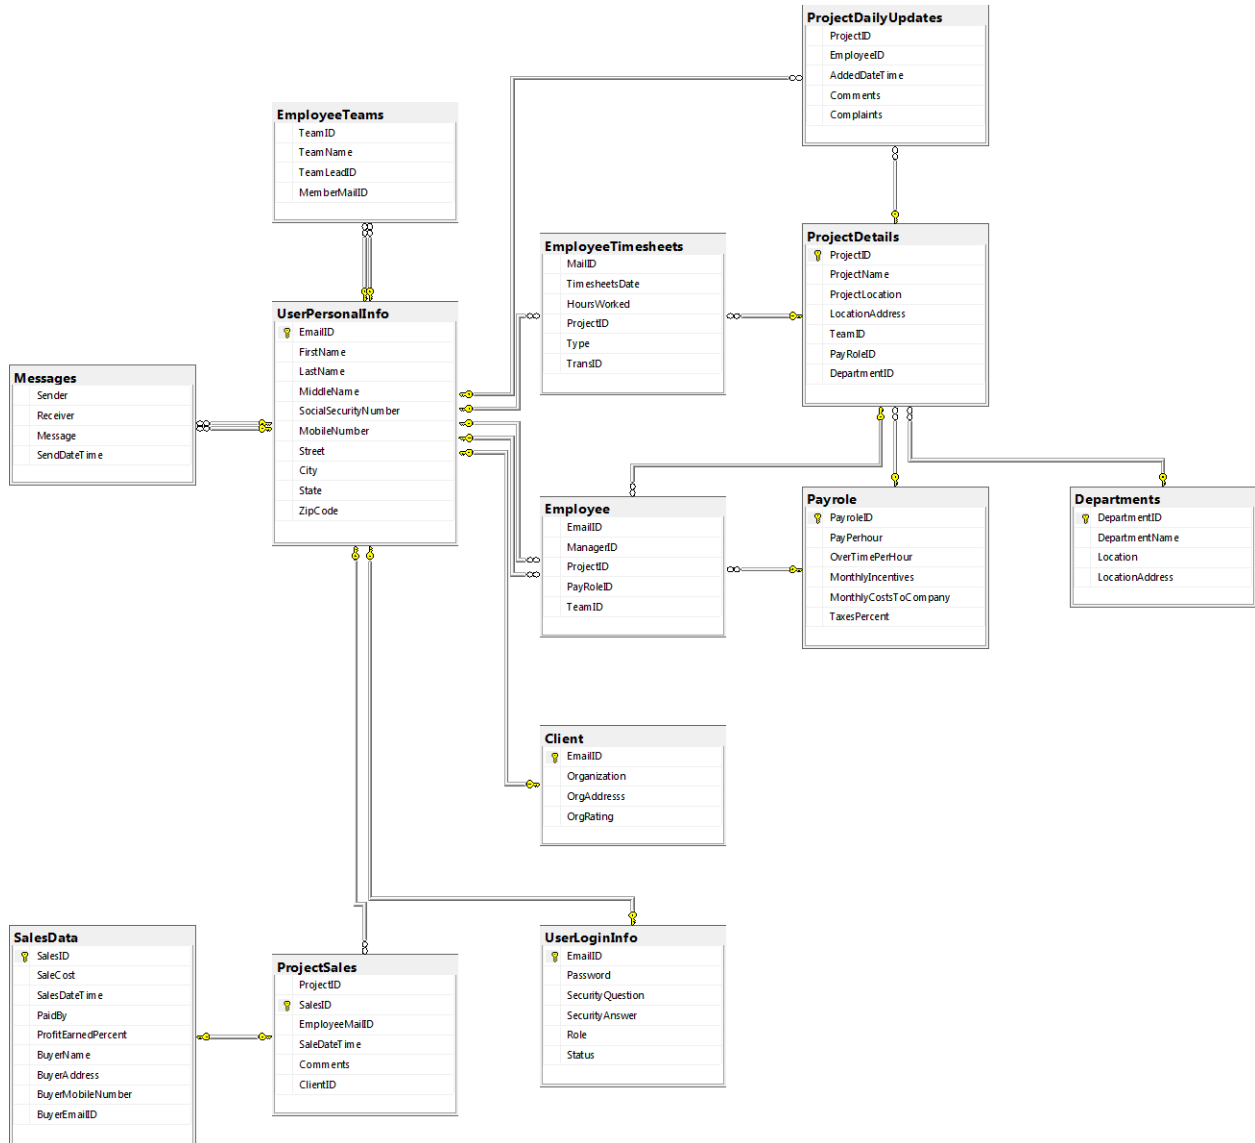 ProjectDailyUpdates
ProjectID
EmployeeID
AddedDateTime
Comments
Complaints
EmployeeTeams
TeamID
TeamName
TeamLeadID
MemberMailID
EmployeeTimesheets
MailID
TimesheetsDate
HoursWorked
ProjectID
Type
TransID
ProjectDetails
ProjectID
ProjectName
ProjectLocation
LocationAddress
TeamID
PayRoleID
DepartmentID
UserPersonalInfo
EmailID
FirstName
LastName
MiddleName
SocialSecurityNumber
MobileNumber
Street
City
State
ZipCode
Messages
Sender
Receiver
Message
SendDateTime
Employee
EmailID
ManagerID
ProjectID
PayRoleID
TeamID
Payrole
PayroleID
PayPerhour
OverTimePerHour
MonthlyIncentives
MonthlyCostsToCompany
TaxesPercent
Departments
DepartmentID
DepartmentName
Location
LocationAddress
Client
EmailID
Organization
OrgAddresss
OrgRating
SalesData
SalesID
SaleCost
SalesDateTime
PaidBy
ProfitEarnedPercent
BuyerName
BuyerAddress
BuyerMobileNumber
BuyerEmailID
ProjectSales
ProjectID
SalesID
EmployeeMailID
SaleDateTime
Comments
ClientID
UserLoginInfo
EmailID
Password
SecurityQuestion
SecurityAnswer
Role
Status